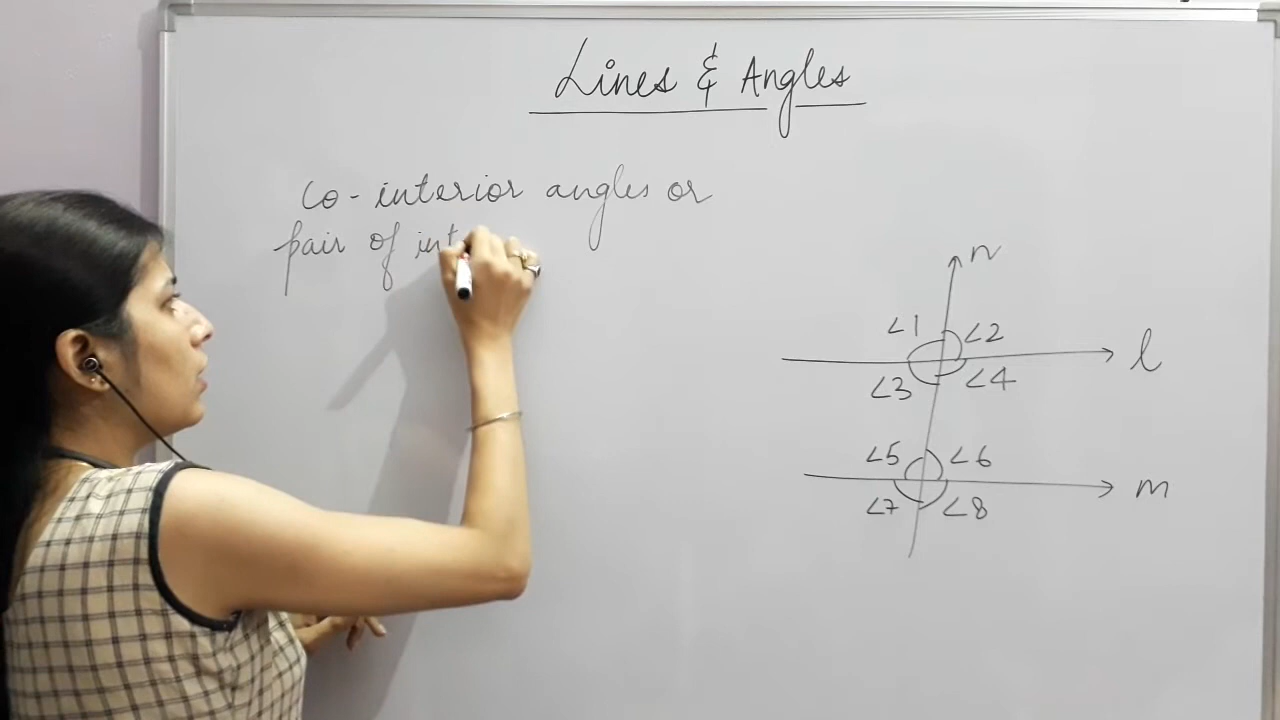 Lines & Angles
Co-interior angles or
pair of int
n
∠1 ∠2
l
∠3 ∠4
∠5 ∠6
m
∠7 ∠8